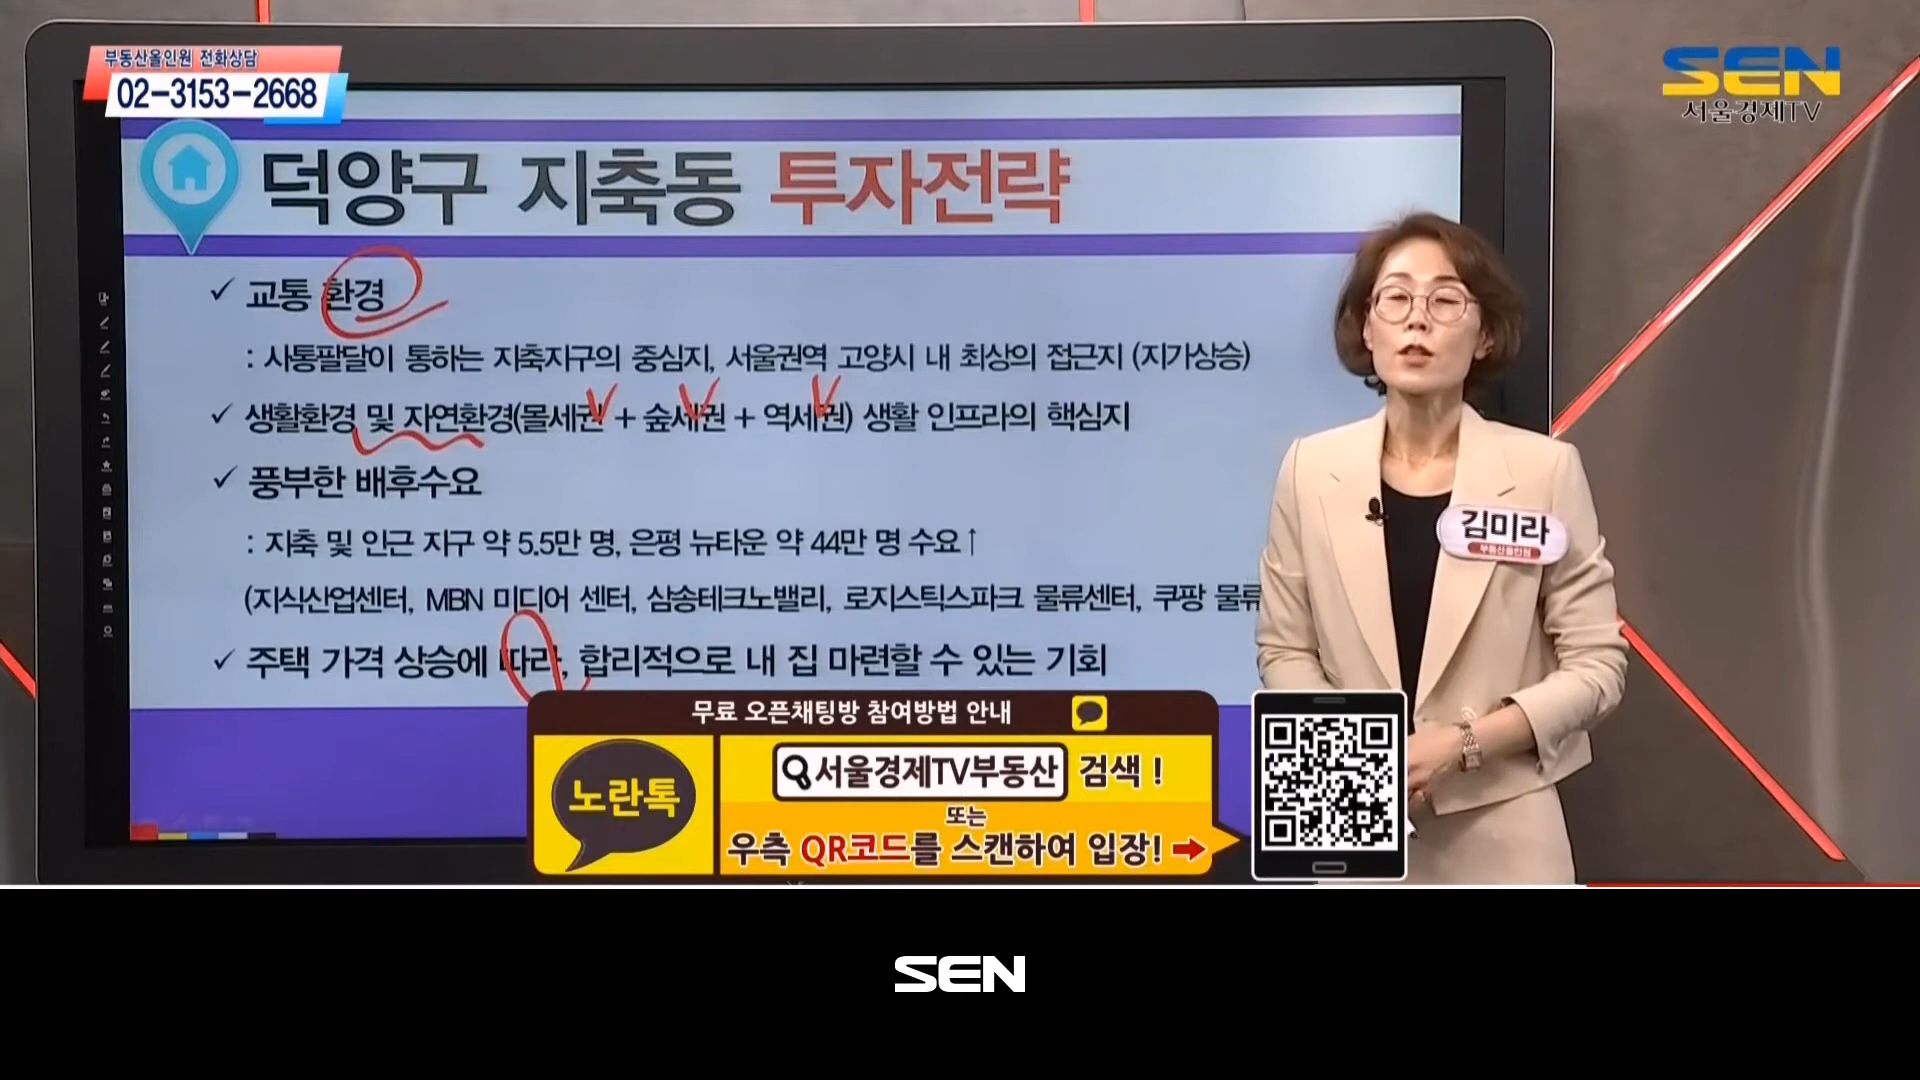 부동산올인원 전화상담
02-3153-2668
SEN
서울경제TV
덕양구 지축동 투자전략
✓ 교통 환경
: 사통팔달이 통하는 지축지구의 중심지, 서울권역 고양시 내 최상의 접근지 (지가상승)
✓ 생활환경 및 자연환경(몰세권 + 숲세권 + 역세권) 생활 인프라의 핵심지
✓ 풍부한 배후수요
: 지축 및 인근 지구 약 5.5만 명, 은평 뉴타운 약 44만 명 수요↑
(지식산업센터, MBN 미디어 센터, 삼송테크노밸리, 로지스틱스파크 물류센터, 쿠팡 물류
✓ 주택 가격 상승에 따라, 합리적으로 내 집 마련할 수 있는 기회
김미라
부동산올인원
무료 오픈채팅방 참여방법 안내
노란톡
서울경제TV부동산 검색 !
또는
우측 QR코드를 스캔하여 입장! →
SEN